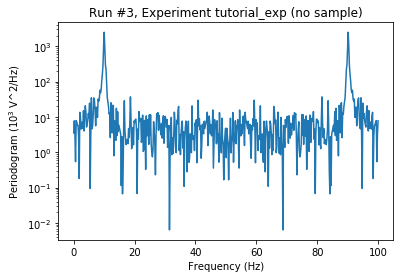 Run #3, Experiment tutorial_exp (no sample)
Periodogram (10³ V^2/Hz)
10³
10²
10¹
10⁰
10⁻¹
10⁻²
0 20 40 60 80 100
Frequency (Hz)